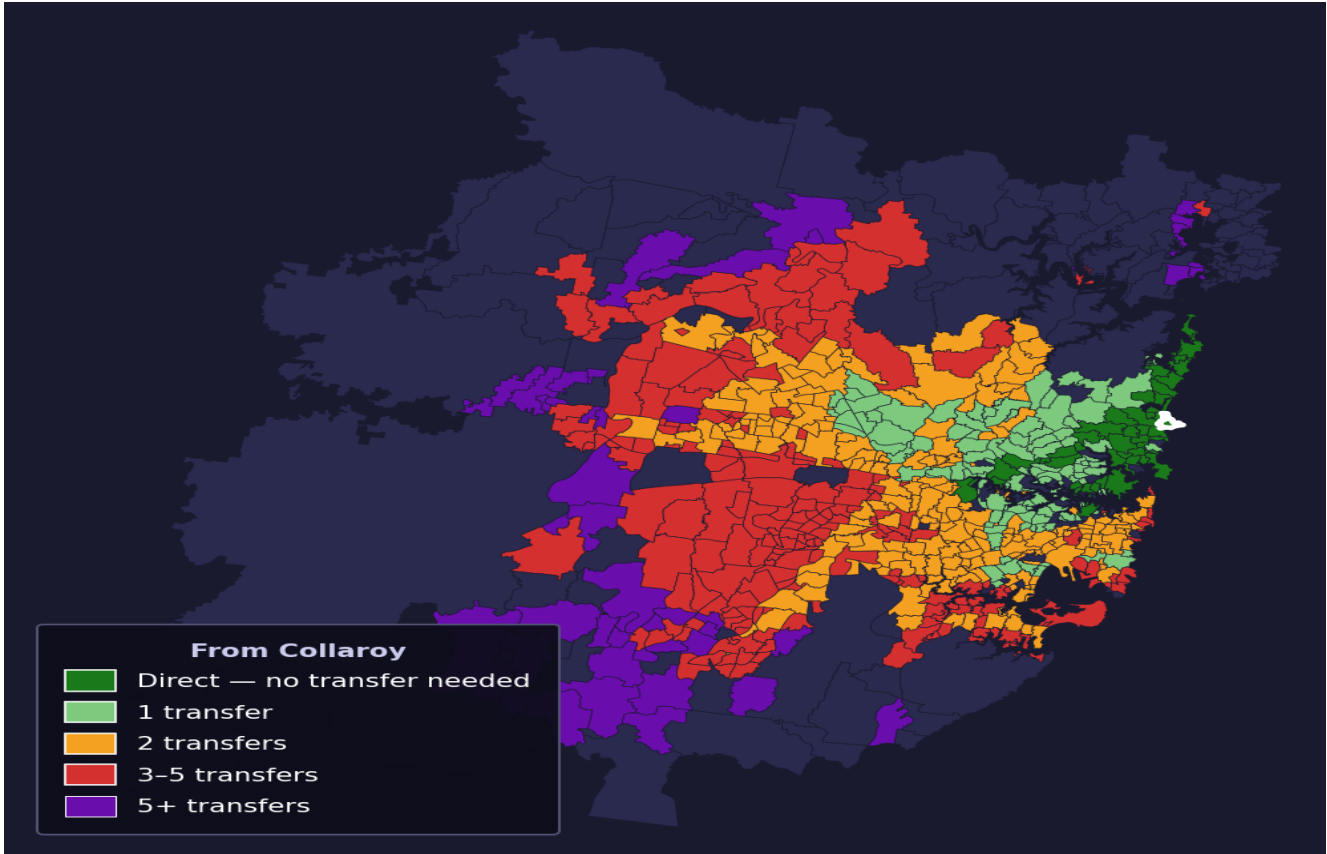 From Collaroy
Direct — no transfer needed
1 transfer
2 transfers
3–5 transfers
5+ transfers